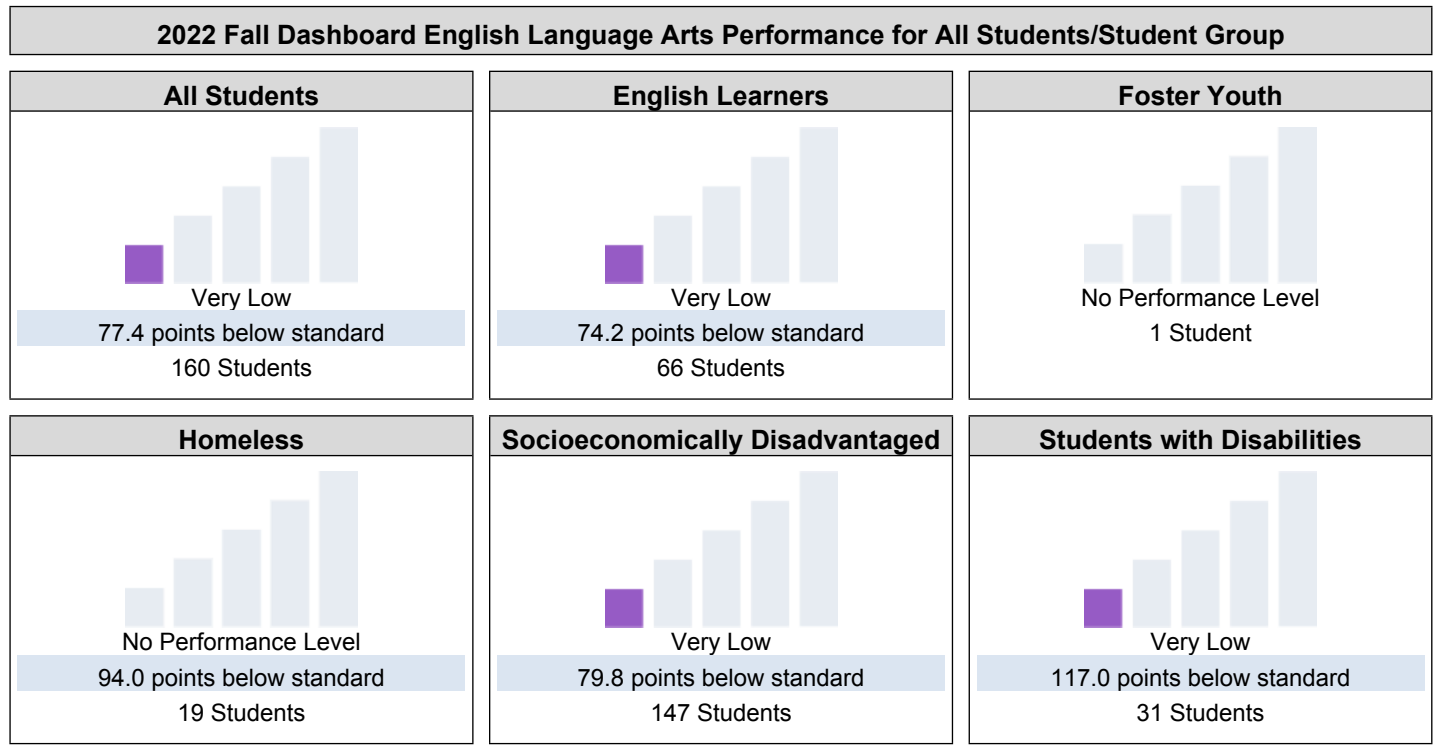 2022 Fall Dashboard English Language Arts Performance for All Students/Student Group
All Students
Very Low
77.4 points below standard
160 Students
English Learners
Very Low
74.2 points below standard
66 Students
Foster Youth
No Performance Level
1 Student
Homeless
No Performance Level
94.0 points below standard
19 Students
Socioeconomically Disadvantaged
Very Low
79.8 points below standard
147 Students
Students with Disabilities
Very Low
117.0 points below standard
31 Students